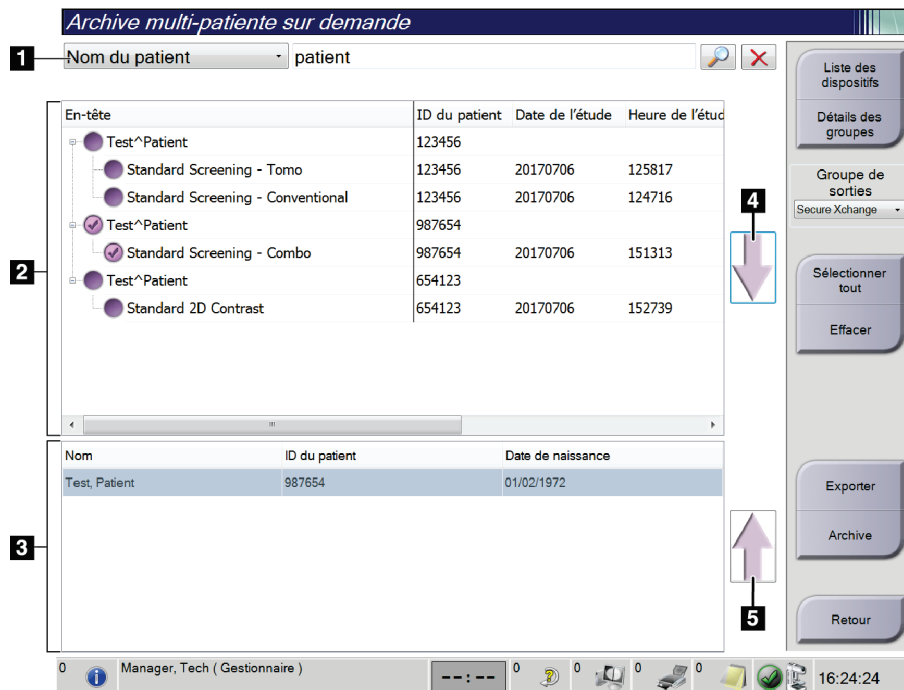 Archive multi-patiente sur demande
1
Nom du patient
patient
Liste des
dispositifs
Détails des
groupes
Groupe de
sorties
Secure Xchange
Sélectionner
tout
Effacer
Exporter
Archive
Retour
2
En-tête ID du patient Date de l'étude Heure de l'étud
Test^Patient 123456
Standard Screening - Tomo 123456 20170706 125817
Standard Screening - Conventional 123456 20170706 124716
Test^Patient 987654
Standard Screening - Combo 987654 20170706 151313
Test^Patient 654123
Standard 2D Contrast 654123 20170706 152739
4
3
Nom ID du patient Date de naissance
Test, Patient 987654 01/02/1972
5
0 Manager, Tech ( Gestionnaire ) --:-- 0 0 0 0 16:24:24